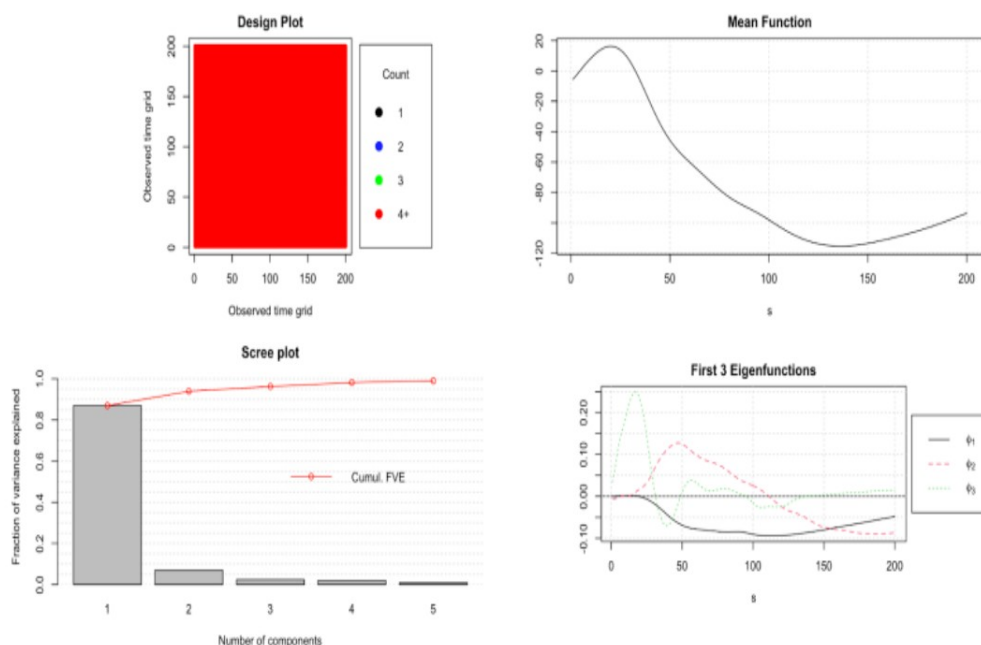 Design Plot
Observed time grid
200
150
100
50
0
0 50 100 150 200
Observed time grid
Count
1
2
3
4+
Mean Function
20
0
-20
-40
-60
-80
-120
0 50 100 150 200
s
Scree plot
Fraction of variance explained
1.0
0.8
0.6
0.4
0.2
0.0
Cumul. FVE
1 2 3 4 5
Number of components
First 3 Eigenfunctions
0.20
0.10
0.00
-0.10
0 50 100 150 200
s
ϕ1
ϕ2
ϕ3